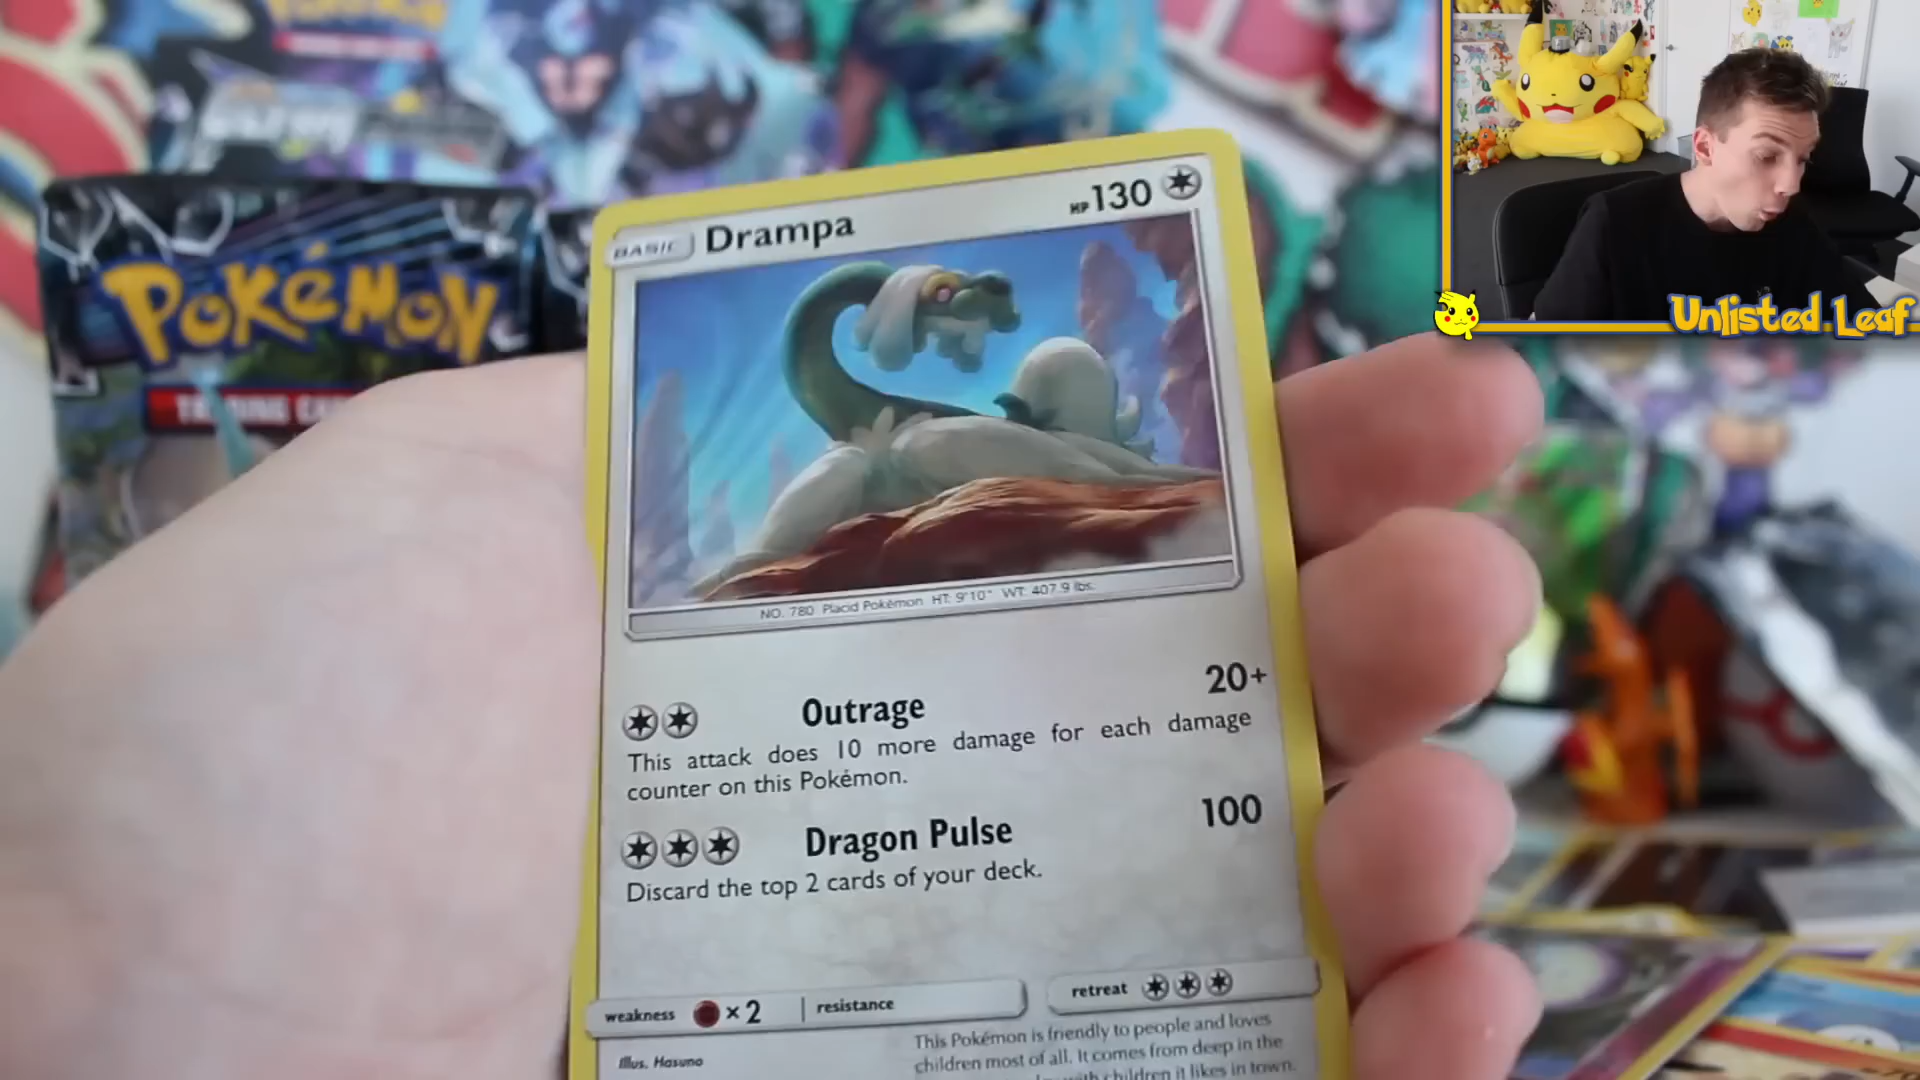 POKéMON
BASIC Drampa HP 130
NO. 780 Placid Pokémon HT: 9'10" WT: 407.9 lbs.
Outrage 20+
This attack does 10 more damage for each damage
counter on this Pokémon.
Dragon Pulse 100
Discard the top 2 cards of your deck.
weakness ×2 resistance
retreat
Illus. Hasuno
This Pokémon is friendly to people and loves
children most of all. It comes from deep in the
with children it likes in town.
Unlisted Leaf